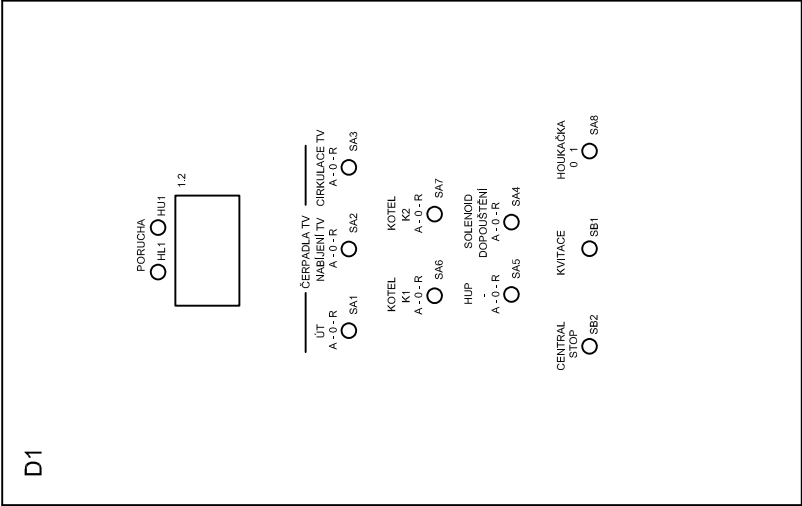 D1
PORUCHA
HL1 HU1
1.2
ČERPADLA TV
ÚT NABÍJENÍ TV CIRKULACE TV
A - 0 - R A - 0 - R A - 0 - R
SA1 SA2 SA3
KOTEL KOTEL
K1 K2
A - 0 - R A - 0 - R
SA6 SA7
HUP SOLENOID
- DOPOUŠTĚNÍ
A - 0 - R A - 0 - R
SA5 SA4
CENTRAL KVITACE HOUKAČKA
STOP 0 1
SB2 SB1 SA8